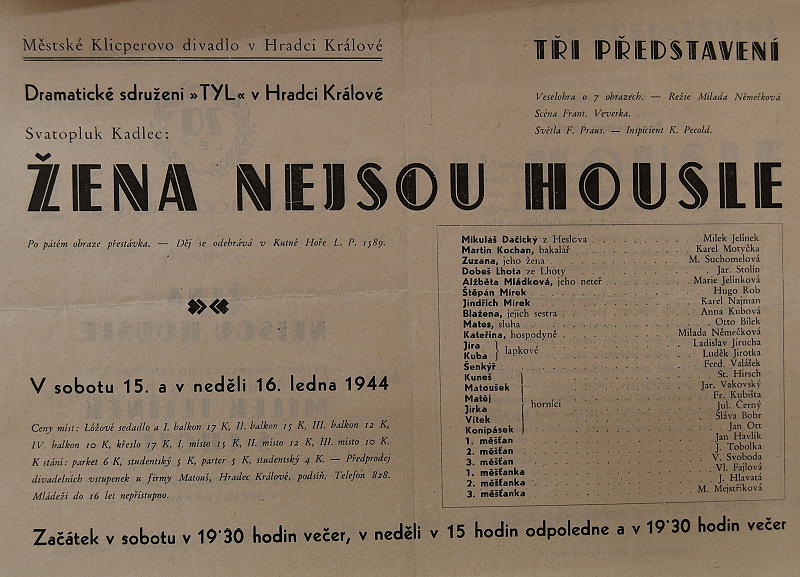 Městské Klicperovo divadlo v Hradci Králové
Dramatické sdružení »TYL« v Hradci Králové
Svatopluk Kadlec:
TŘI PŘEDSTAVENÍ
Veselohra o 7 obrazech. — Režie Milada Němečková
Scéna Frant. Veverka.
Světla F. Praus. — Inspicient K. Pecold.
ŽENA NEJSOU HOUSLE
Po pátém obraze přestávka. — Děj se odehrává v Kutné Hoře L. P. 1589.
V sobotu 15. a v neděli 16. ledna 1944
Ceny míst: Lóžové sedadlo a I. balkon 17 K, II. balkon 15 K, III. balkon 12 K,
IV. balkon 10 K, křeslo 17 K, I. místo 15 K, II. místo 12 K, III. místo 10 K.
K stání: parket 6 K, studentský 5 K, parter 5 K, studentský 4 K. — Předprodej
divadelních vstupenek u firmy Matouš, Hradec Králové, podsíň. Telefon 828.
Mládeži do 16 let nepřístupno.
Mikuláš Dačický z Heslova Milek Jelínek
Martin Kochan, bakalář Karel Motyčka
Zuzana, jeho žena M. Suchomelová
Doboš Lhota ze Lhoty Jar. Stolín
Alžběta Mládková, jeho neteř Marie Jelínková
Štěpán Mírek Hugo Rob
Jindřich Mírek Karel Najman
Blažena, jejich sestra Anna Kubová
Mates, sluha Otto Bílek
Kateřina, hospodyně Milada Němečková
Jíra } lapkové Ladislav Jirucha
Kuba Luděk Jirotka
Šenkýř Ferd. Valášek
Kuneš St. Hirsch
Matoušek Jar. Vakovský
Matěj Fr. Kubišta
Jirka } horníci Jul. Černý
Vítek Sláva Bobr
Konipásek Jan Ott
1. měšťan Jan Havlík
2. měšťan J. Tobolka
3. měšťan V. Svoboda
1. měšťanka Vl. Fajlová
2. měšťanka J. Hlavatá
3. měšťanka M. Mejstříková
Začátek v sobotu v 19˙30 hodin večer, v neděli v 15 hodin odpoledne a v 19˙30 hodin večer